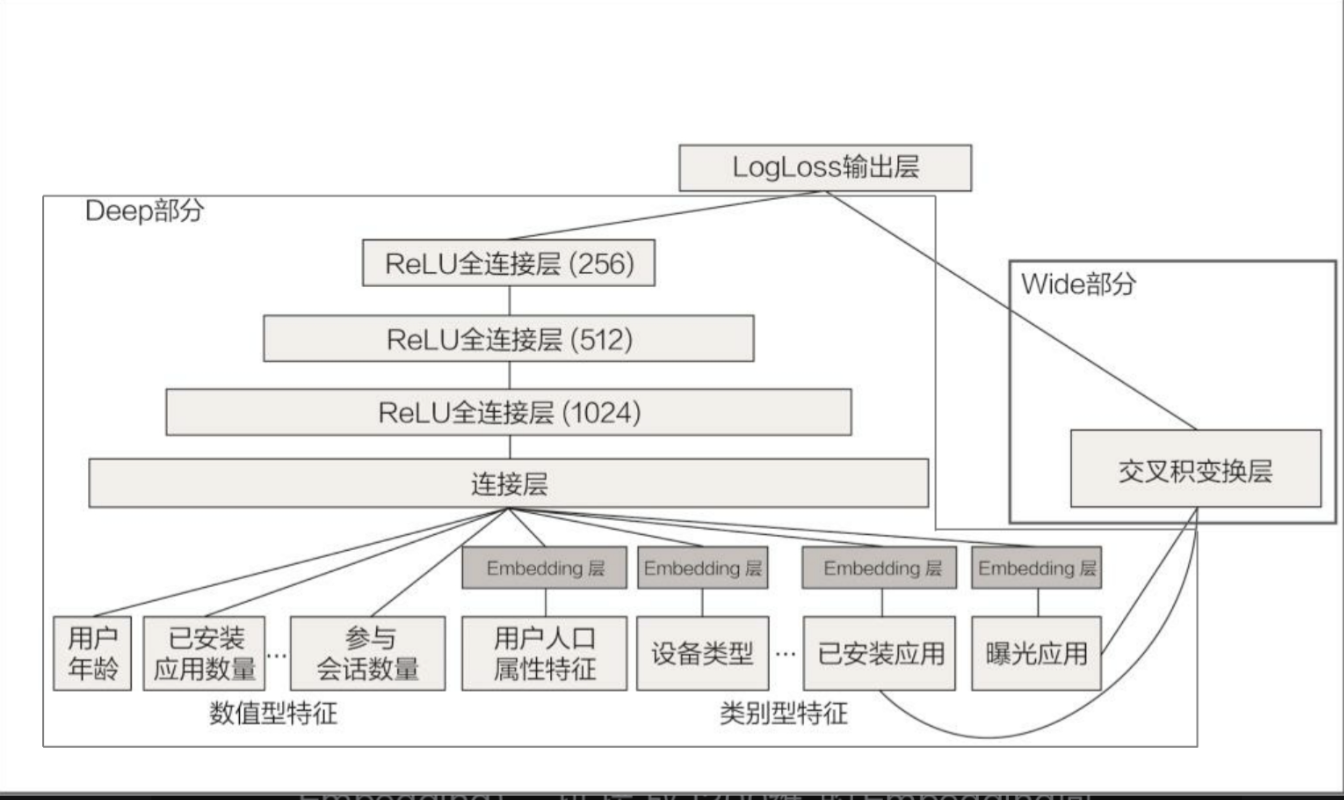 LogLoss输出层
Deep部分
ReLU全连接层 (256)
Wide部分
ReLU全连接层 (512)
ReLU全连接层 (1024)
交叉积变换层
连接层
Embedding 层
Embedding 层
Embedding 层
Embedding 层
用户
年龄
已安装
应用数量
...
参与
会话数量
用户人口
属性特征
设备类型
...
已安装应用
曝光应用
数值型特征
类别型特征